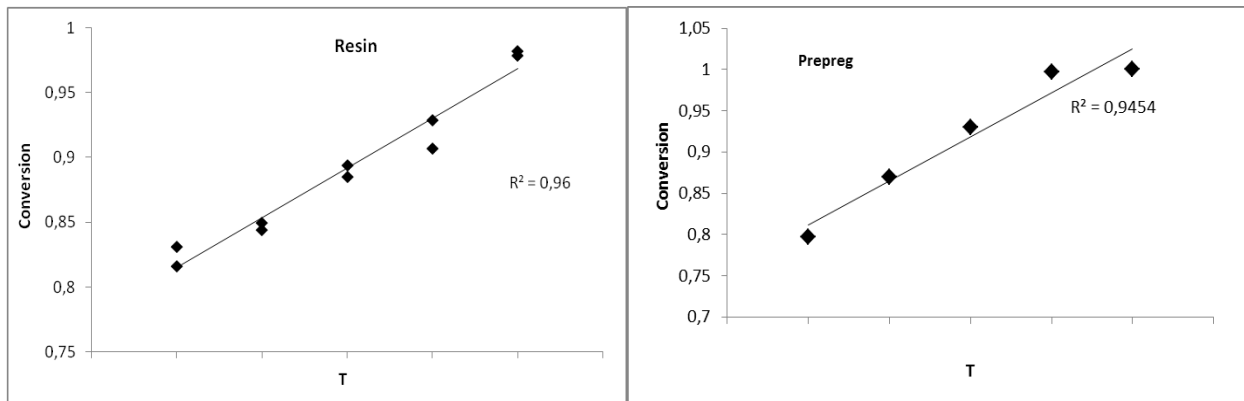 Resin
Conversion
1
0,95
0,9
0,85
0,8
0,75
R² = 0,96
T
Prepreg
Conversion
1,05
1
0,95
0,9
0,85
0,8
0,75
0,7
R² = 0,9454
T